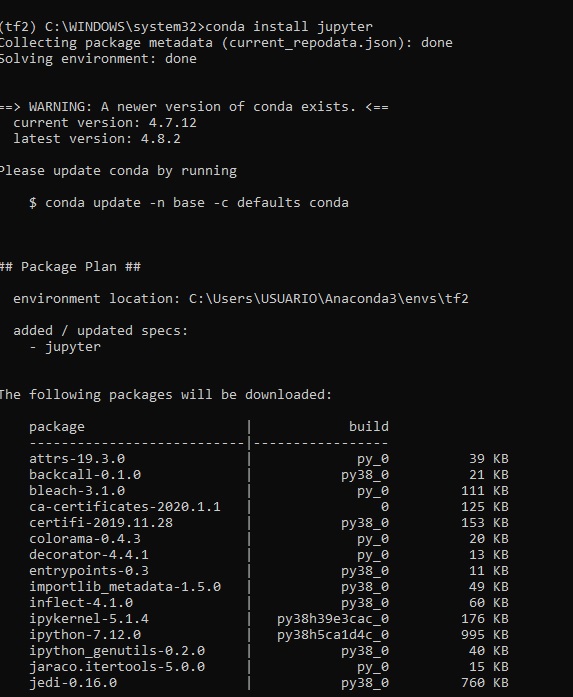 (tf2) C:\WINDOWS\system32>conda install jupyter
Collecting package metadata (current_repodata.json): done
Solving environment: done
==> WARNING: A newer version of conda exists. <==
current version: 4.7.12
latest version: 4.8.2
Please update conda by running
$ conda update -n base -c defaults conda
## Package Plan ##
environment location: C:\Users\USUARIO\Anaconda3\envs\tf2
added / updated specs:
- jupyter
The following packages will be downloaded:
package | build
---------------------------|-----------------
attrs-19.3.0 | py_0 39 KB
backcall-0.1.0 | py38_0 21 KB
bleach-3.1.0 | py_0 111 KB
ca-certificates-2020.1.1 | 0 125 KB
certifi-2019.11.28 | py38_0 153 KB
colorama-0.4.3 | py_0 20 KB
decorator-4.4.1 | py_0 13 KB
entrypoints-0.3 | py38_0 11 KB
importlib_metadata-1.5.0 | py38_0 49 KB
inflect-4.1.0 | py38_0 60 KB
ipykernel-5.1.4 | py38h39e3cac_0 176 KB
ipython-7.12.0 | py38h5ca1d4c_0 995 KB
ipython_genutils-0.2.0 | py38_0 40 KB
jaraco.itertools-5.0.0 | py_0 15 KB
jedi-0.16.0 | py38_0 760 KB